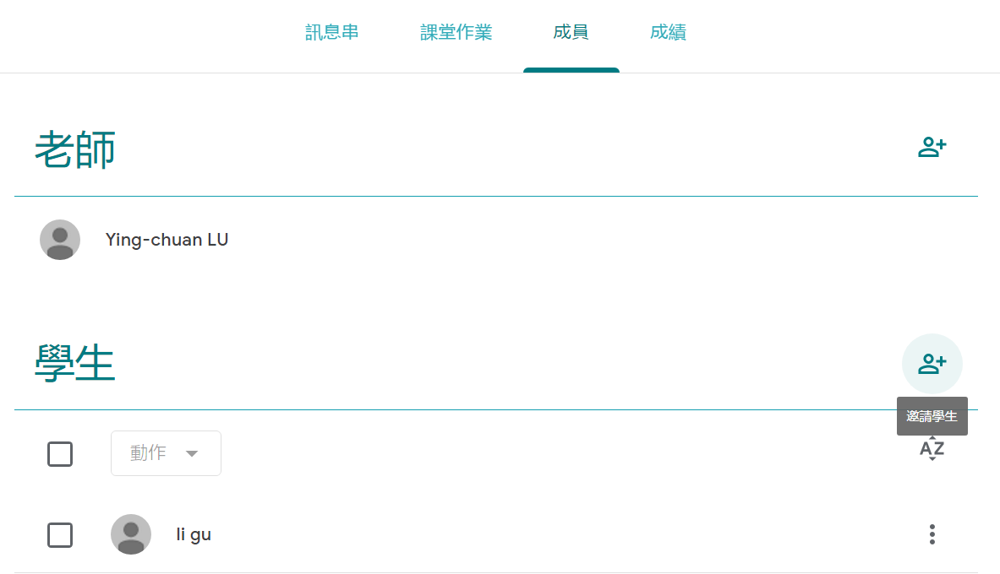 訊息串 課堂作業 成員 成績
老師
Ying-chuan LU
學生
邀請學生
動作
AZ
li gu